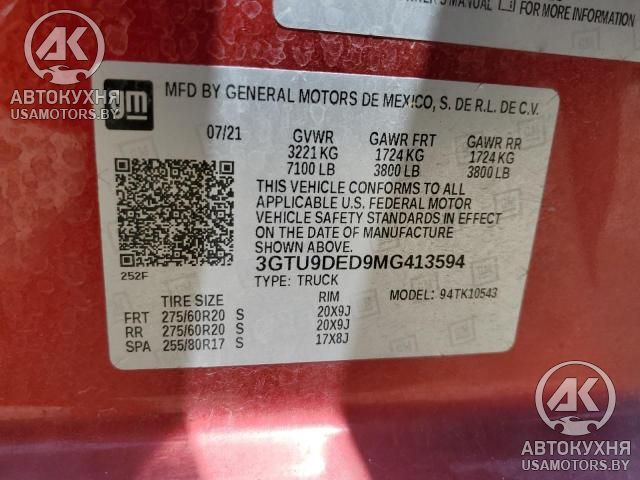 'S MANUAL
FOR MORE INFORMATION
AK
АВТОКУХНЯ
USAMOTORS.BY
GM
MFD BY GENERAL MOTORS DE MEXICO, S. DE R.L. DE C.V.
07/21 GVWR GAWR FRT GAWR RR
3221 KG 1724 KG 1724 KG
7100 LB 3800 LB 3800 LB
THIS VEHICLE CONFORMS TO ALL
APPLICABLE U.S. FEDERAL MOTOR
VEHICLE SAFETY STANDARDS IN EFFECT
ON THE DATE OF MANUFACTURE
SHOWN ABOVE.
252F
3GTU9DED9MG413594
TYPE: TRUCK MODEL: 94TK10543
TIRE SIZE RIM
FRT 275/60R20 S 20X9J
RR 275/60R20 S 20X9J
SPA 255/80R17 S 17X8J
AK
АВТОКУХНЯ
USAMOTORS.BY